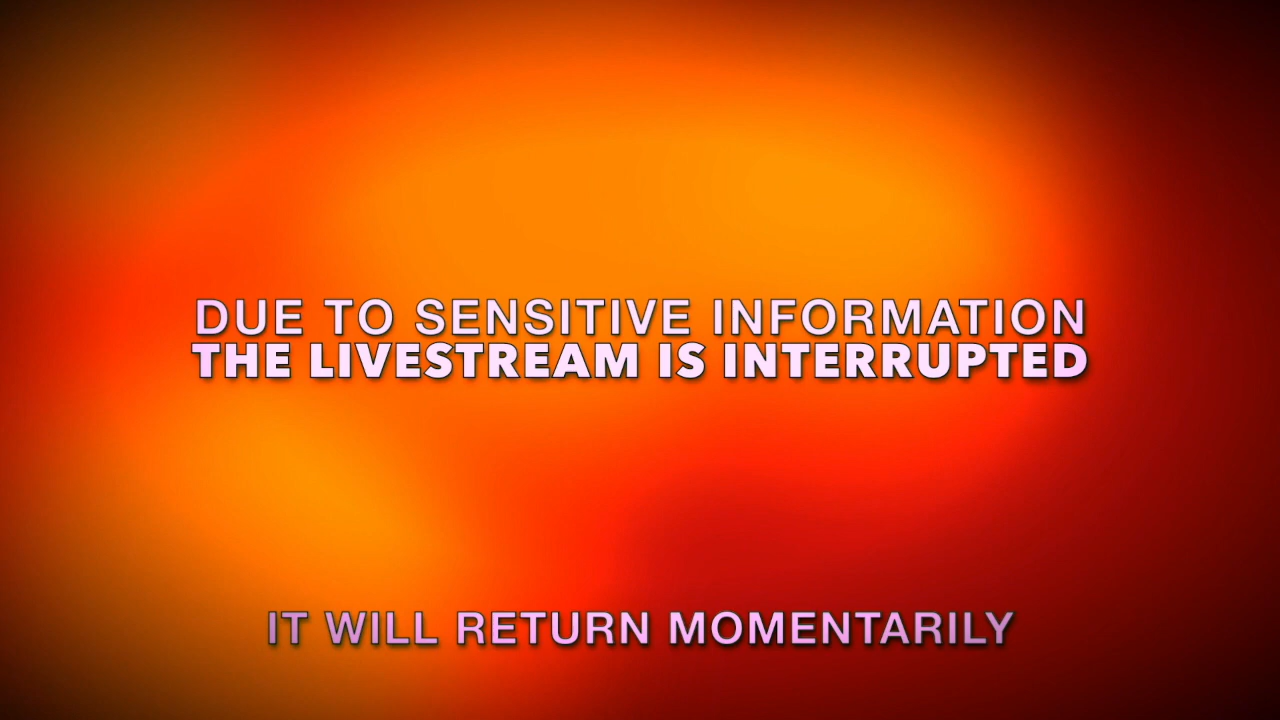 DUE TO SENSITIVE INFORMATION
THE LIVESTREAM IS INTERRUPTED
IT WILL RETURN MOMENTARILY